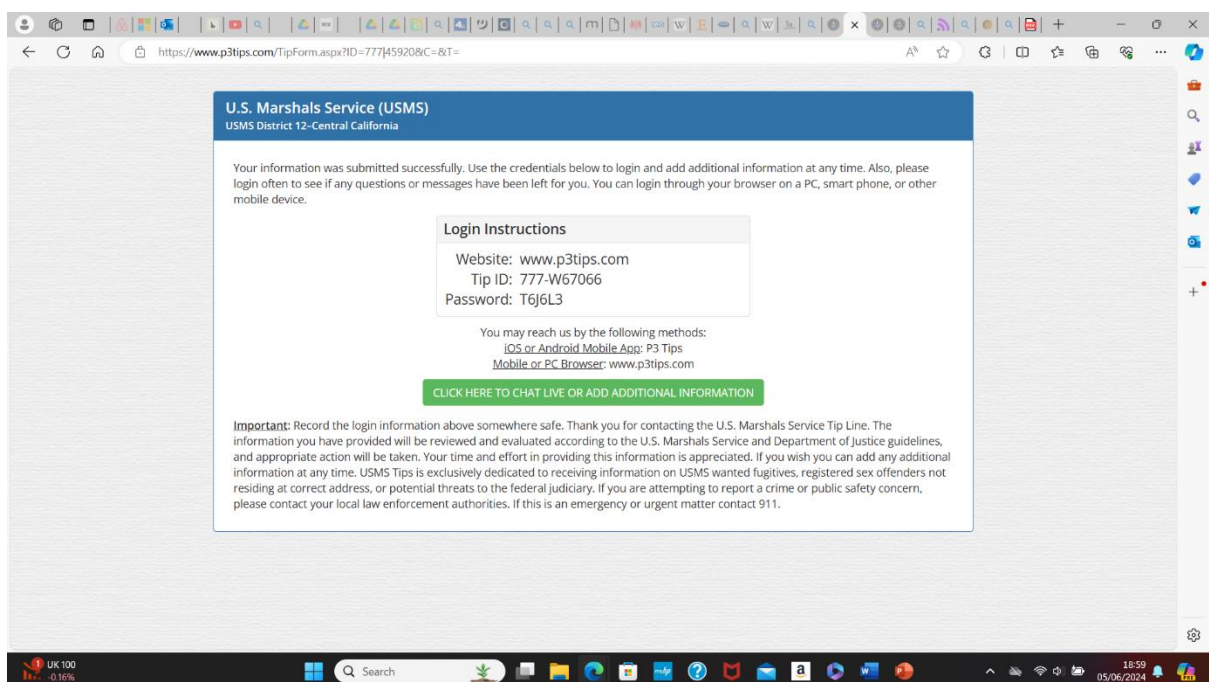 https://www.p3tips.com/TipForm.aspx?ID=777|45920&C=&T=
U.S. Marshals Service (USMS)
USMS District 12–Central California
Your information was submitted successfully. Use the credentials below to login and add additional information at any time. Also, please
login often to see if any questions or messages have been left for you. You can login through your browser on a PC, smart phone, or other
mobile device.
Login Instructions
Website: www.p3tips.com
Tip ID: 777-W67066
Password: T6J6L3
You may reach us by the following methods:
iOS or Android Mobile App: P3 Tips
Mobile or PC Browser: www.p3tips.com
CLICK HERE TO CHAT LIVE OR ADD ADDITIONAL INFORMATION
Important: Record the login information above somewhere safe. Thank you for contacting the U.S. Marshals Service Tip Line. The
information you have provided will be reviewed and evaluated according to the U.S. Marshals Service and Department of Justice guidelines,
and appropriate action will be taken. Your time and effort in providing this information is appreciated. If you wish you can add any additional
information at any time. USMS Tips is exclusively dedicated to receiving information on USMS wanted fugitives, registered sex offenders not
residing at correct address, or potential threats to the federal judiciary. If you are attempting to report a crime or public safety concern,
please contact your local law enforcement authorities. If this is an emergency or urgent matter contact 911.
1
UK 100
-0.16%
Search
18:59
05/06/2024